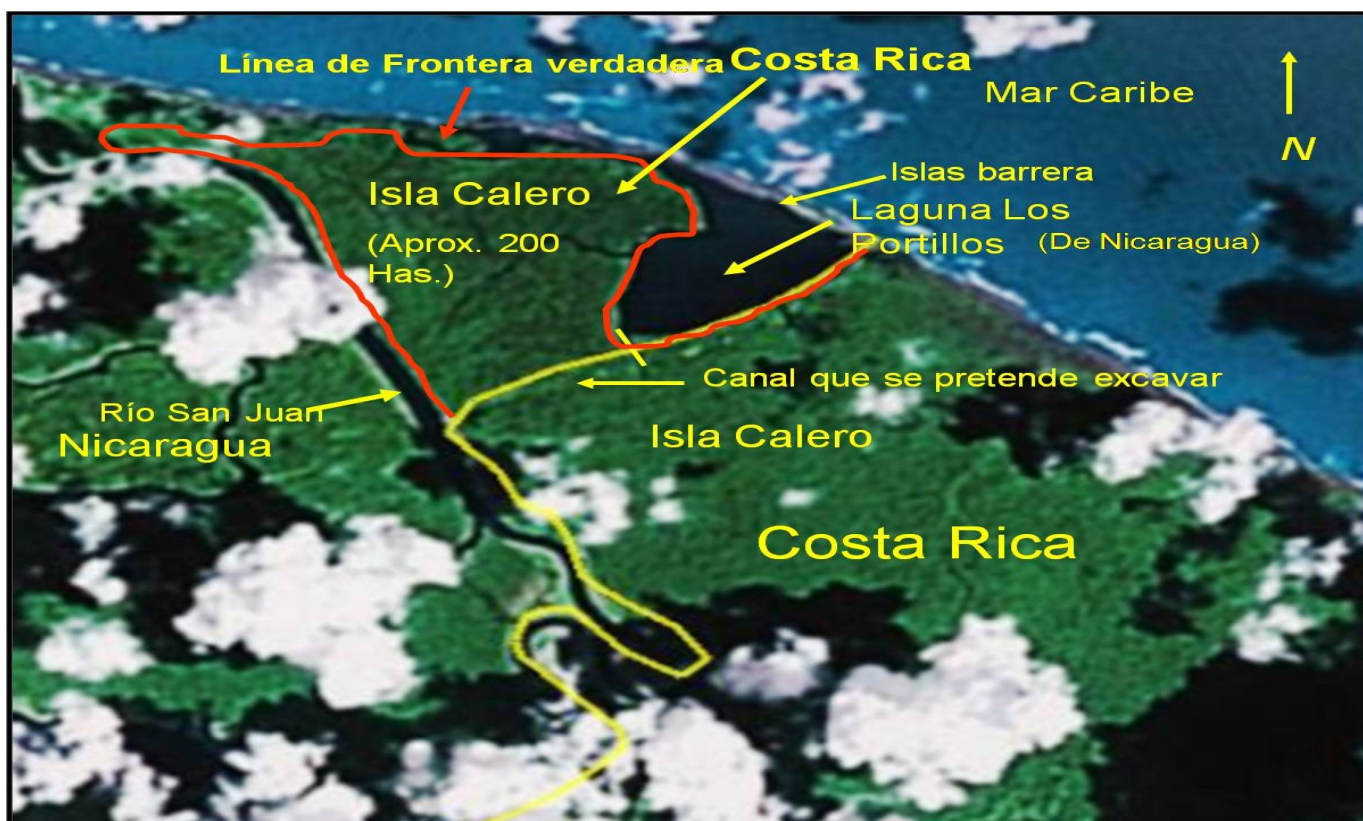 Línea de Frontera verdadera
Costa Rica
Mar Caribe
N
Islas barrera
Isla Calero
(Aprox. 200
Has.)
Laguna Los
Portillos (De Nicaragua)
Canal que se pretende excavar
Río San Juan
Nicaragua
Isla Calero
Costa Rica